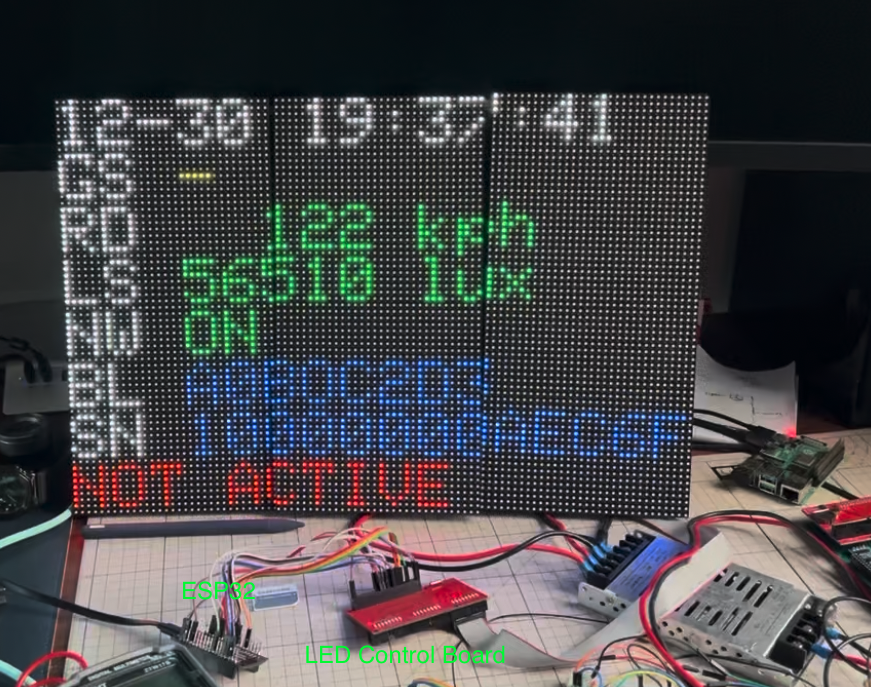 12-30 19:37:41
GS -
RD 122 kph
LS 56510 lux
NW ON
BL A0B0C2D3
SN 10000000AEC6F
NOT ACTIVE
ESP32
LED Control Board